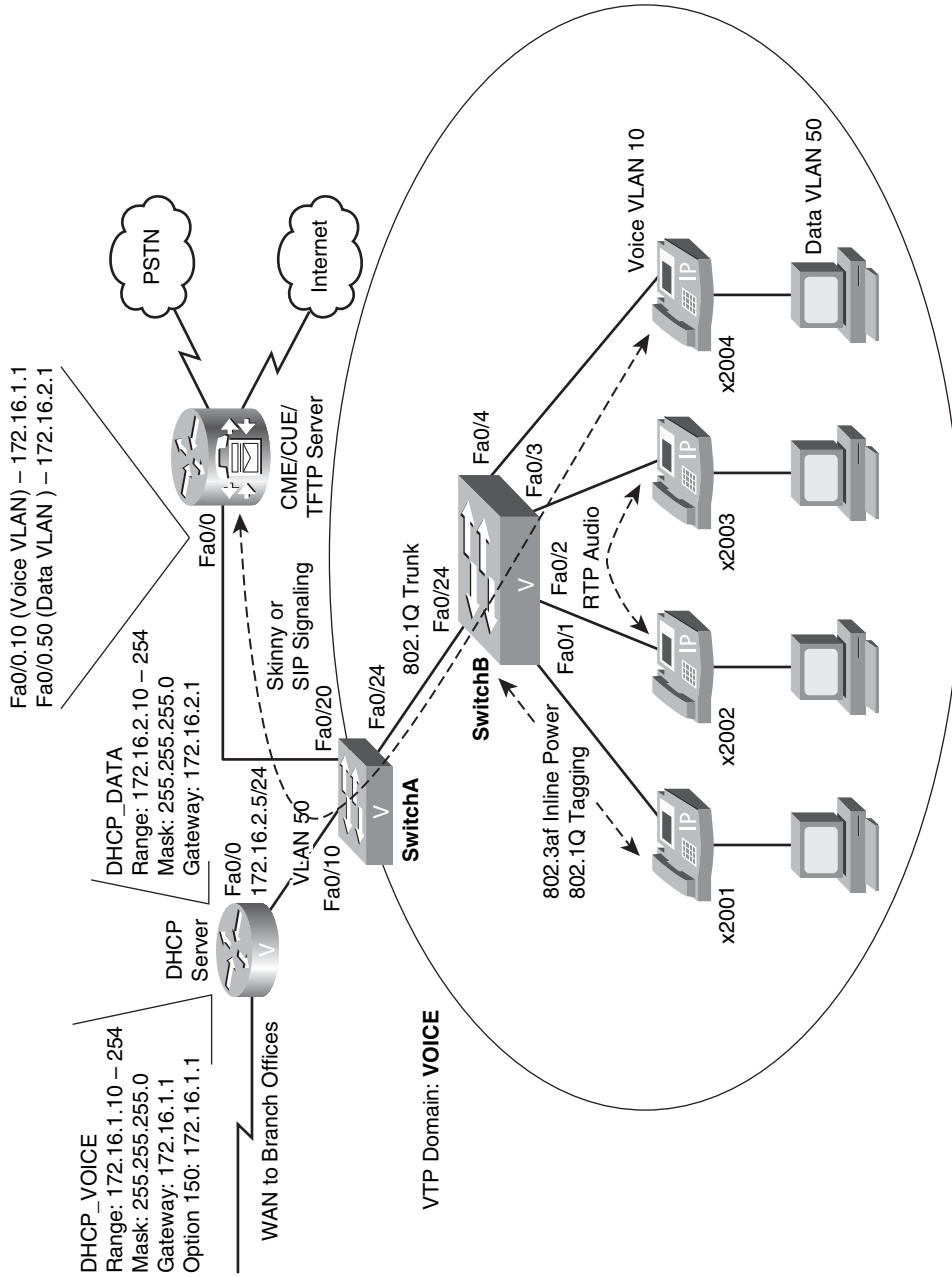 DHCP_VOICE
Range: 172.16.1.10 – 254
Mask: 255.255.255.0
Gateway: 172.16.1.1
Option 150: 172.16.1.1
DHCP_DATA
Range: 172.16.2.10 – 254
Mask: 255.255.255.0
Gateway: 172.16.2.1
Fa0/0.10 (Voice VLAN) – 172.16.1.1
Fa0/0.50 (Data VLAN ) – 172.16.2.1
DHCP
Server
V
Fa0/0
172.16.2.5/24
VLAN 50
Fa0/10
WAN to Branch Offices
Fa0/0
CME/CUE/
TFTP Server
PSTN
Internet
Skinny or
SIP Signaling
Fa0/20
Fa0/24
V
SwitchA
802.1Q Trunk
Fa0/24
VTP Domain: VOICE
SwitchB
V
Fa0/4
Fa0/3
Fa0/2
Fa0/1
RTP Audio
802.3af Inline Power
802.1Q Tagging
Voice VLAN 10
IP
IP
IP
IP
x2001
x2002
x2003
x2004
Data VLAN 50